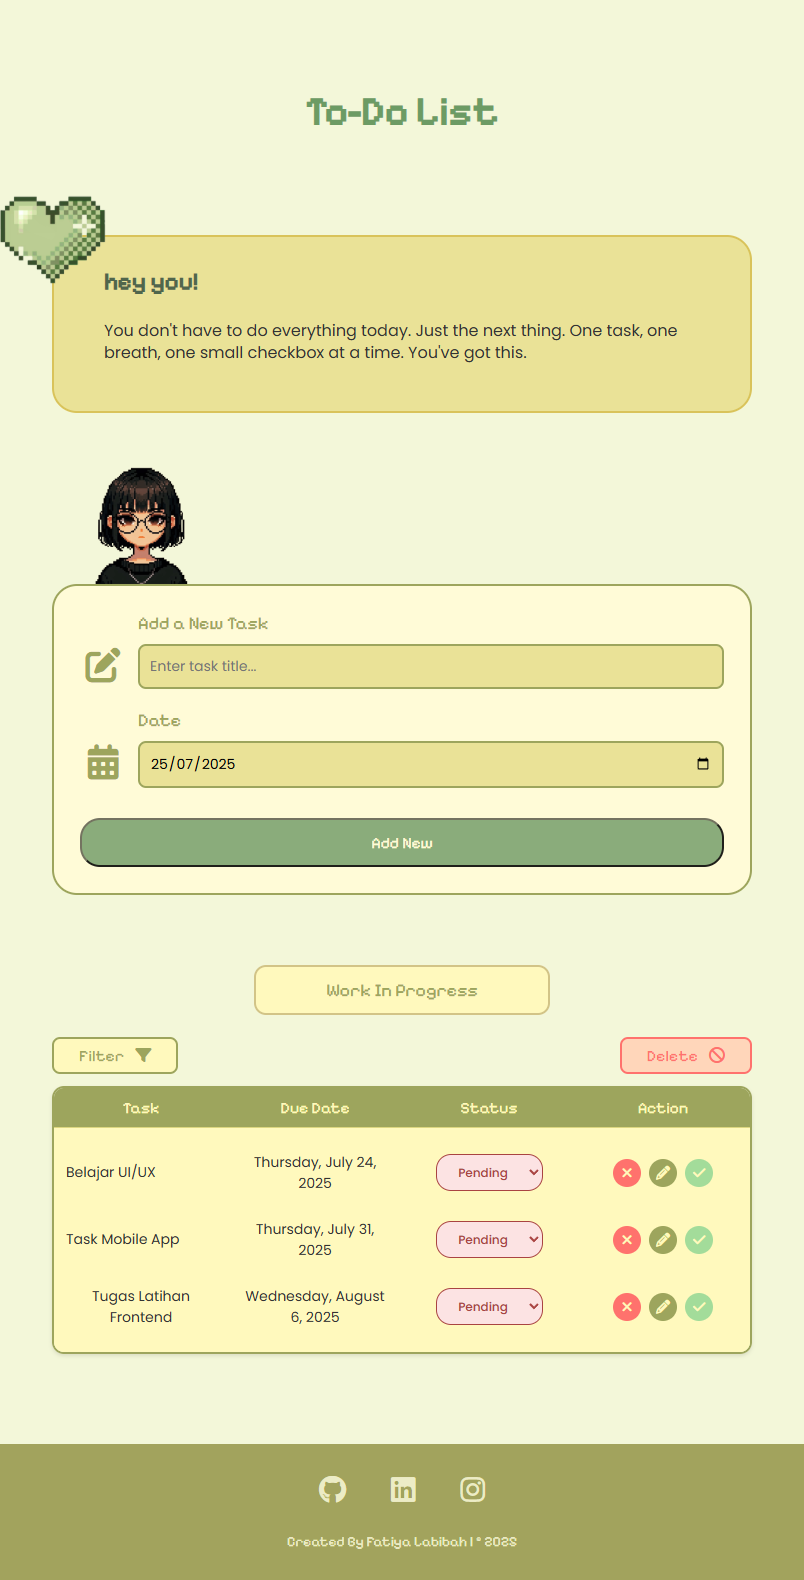 To-Do List
hey you!
You don't have to do everything today. Just the next thing. One task, one
breath, one small checkbox at a time. You've got this.
Add a New Task
Enter task title...
Date
25/07/2025
Add New
Work In Progress
Filter
Delete
Task Due Date Status Action
Belajar UI/UX Thursday, July 24, 2025 Pending
Task Mobile App Thursday, July 31, 2025 Pending
Tugas Latihan Frontend Wednesday, August 6, 2025 Pending
Created By Fatiya Labibah | © 2025